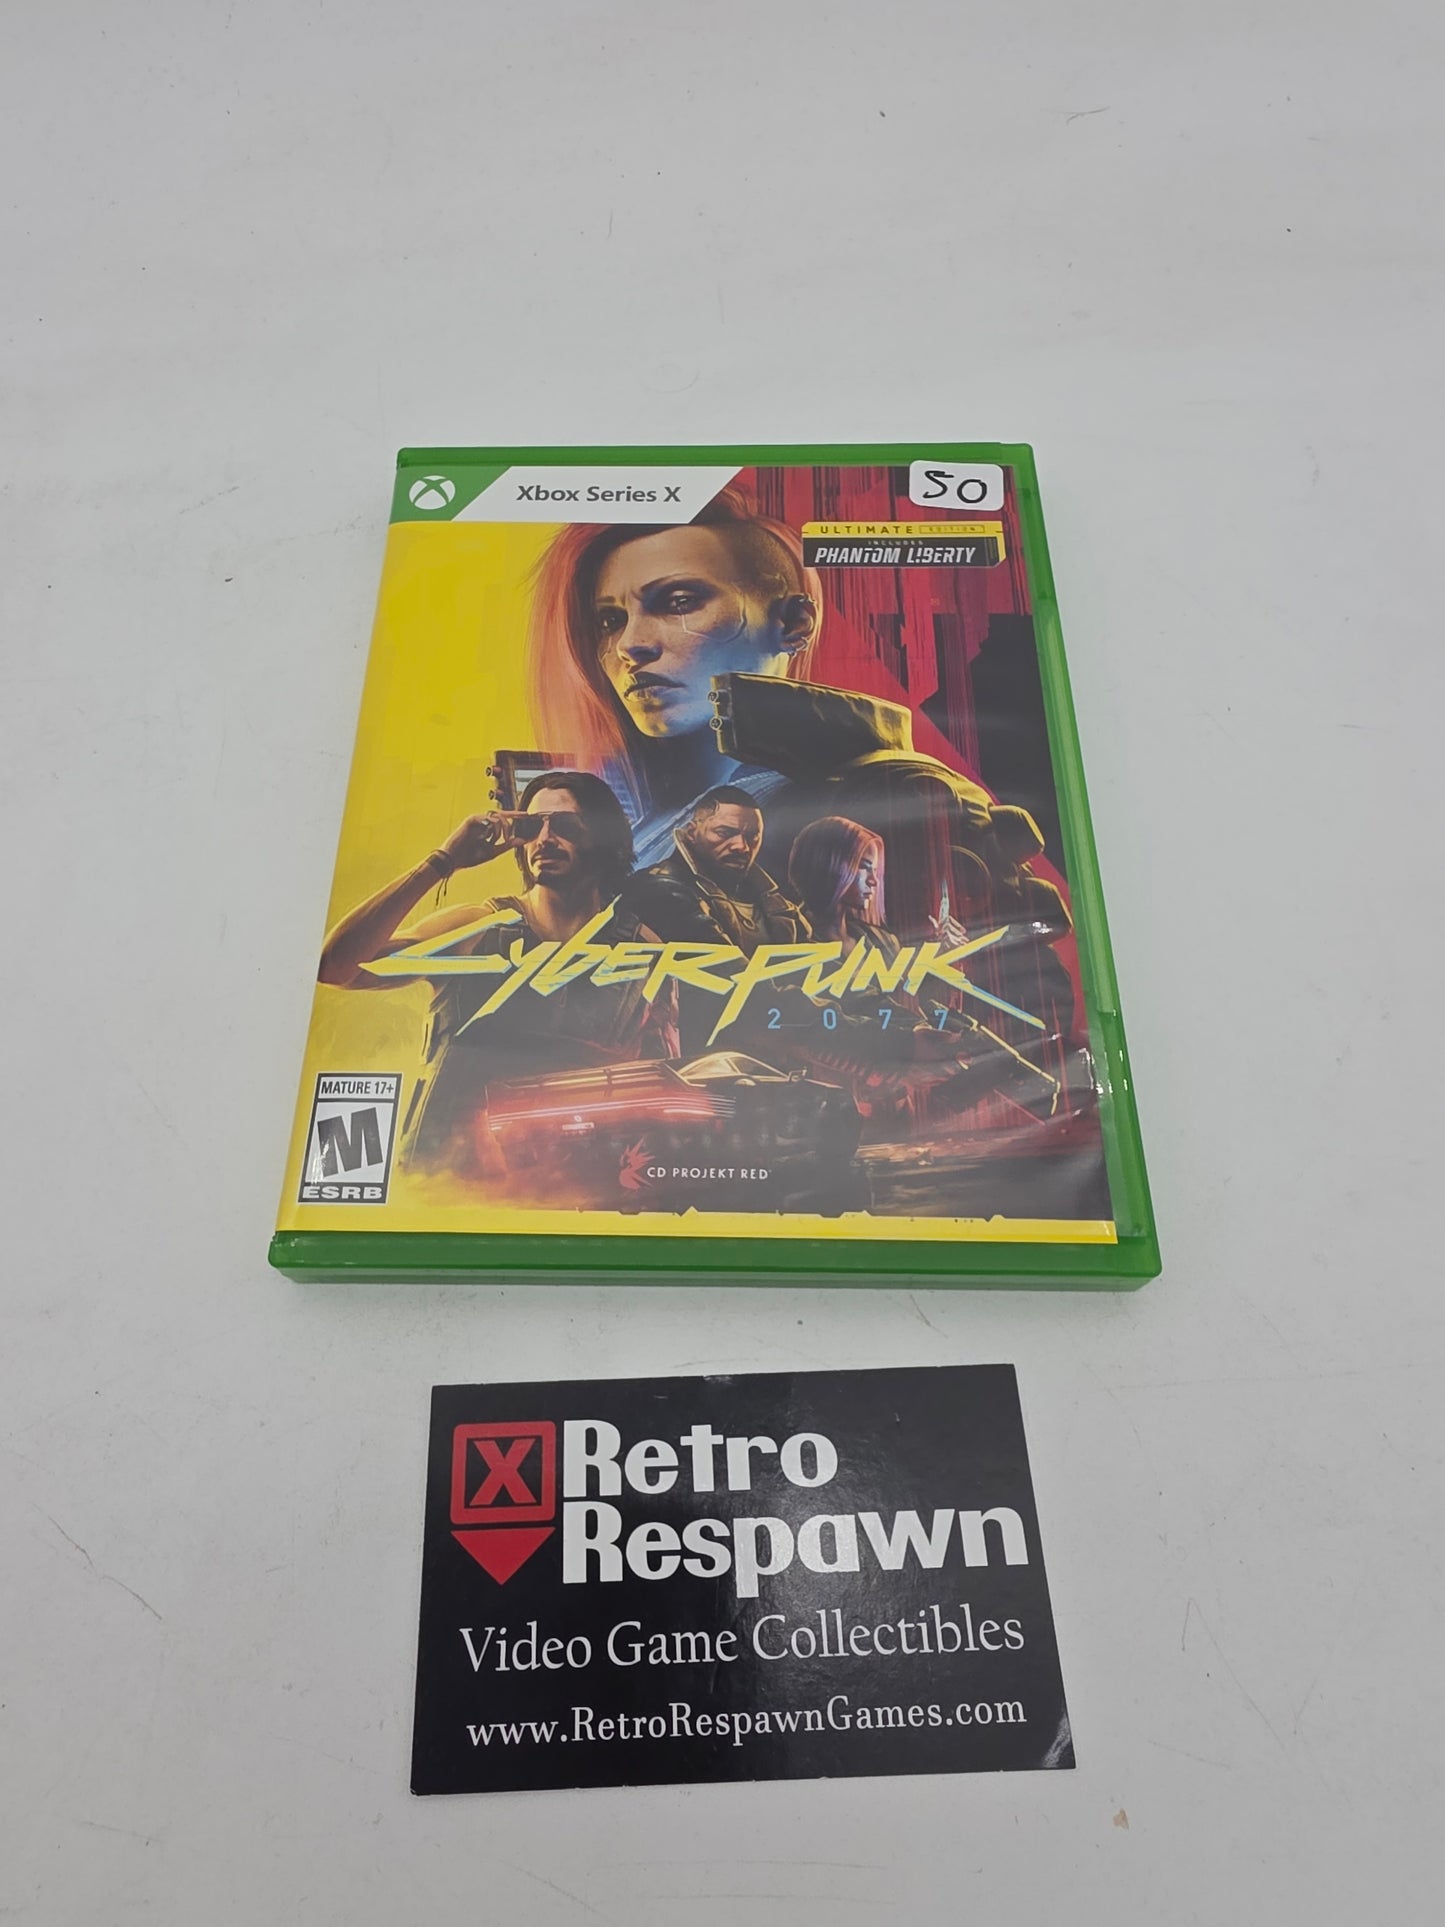 Xbox Series X
50
ULTIMATE EDITION
INCLUDES
PHANTOM LIBERTY
Cyberpunk
2077
MATURE 17+
M
ESRB
CD PROJEKT RED
X Retro
Respawn
Video Game Collectibles
www.RetroRespawnGames.com